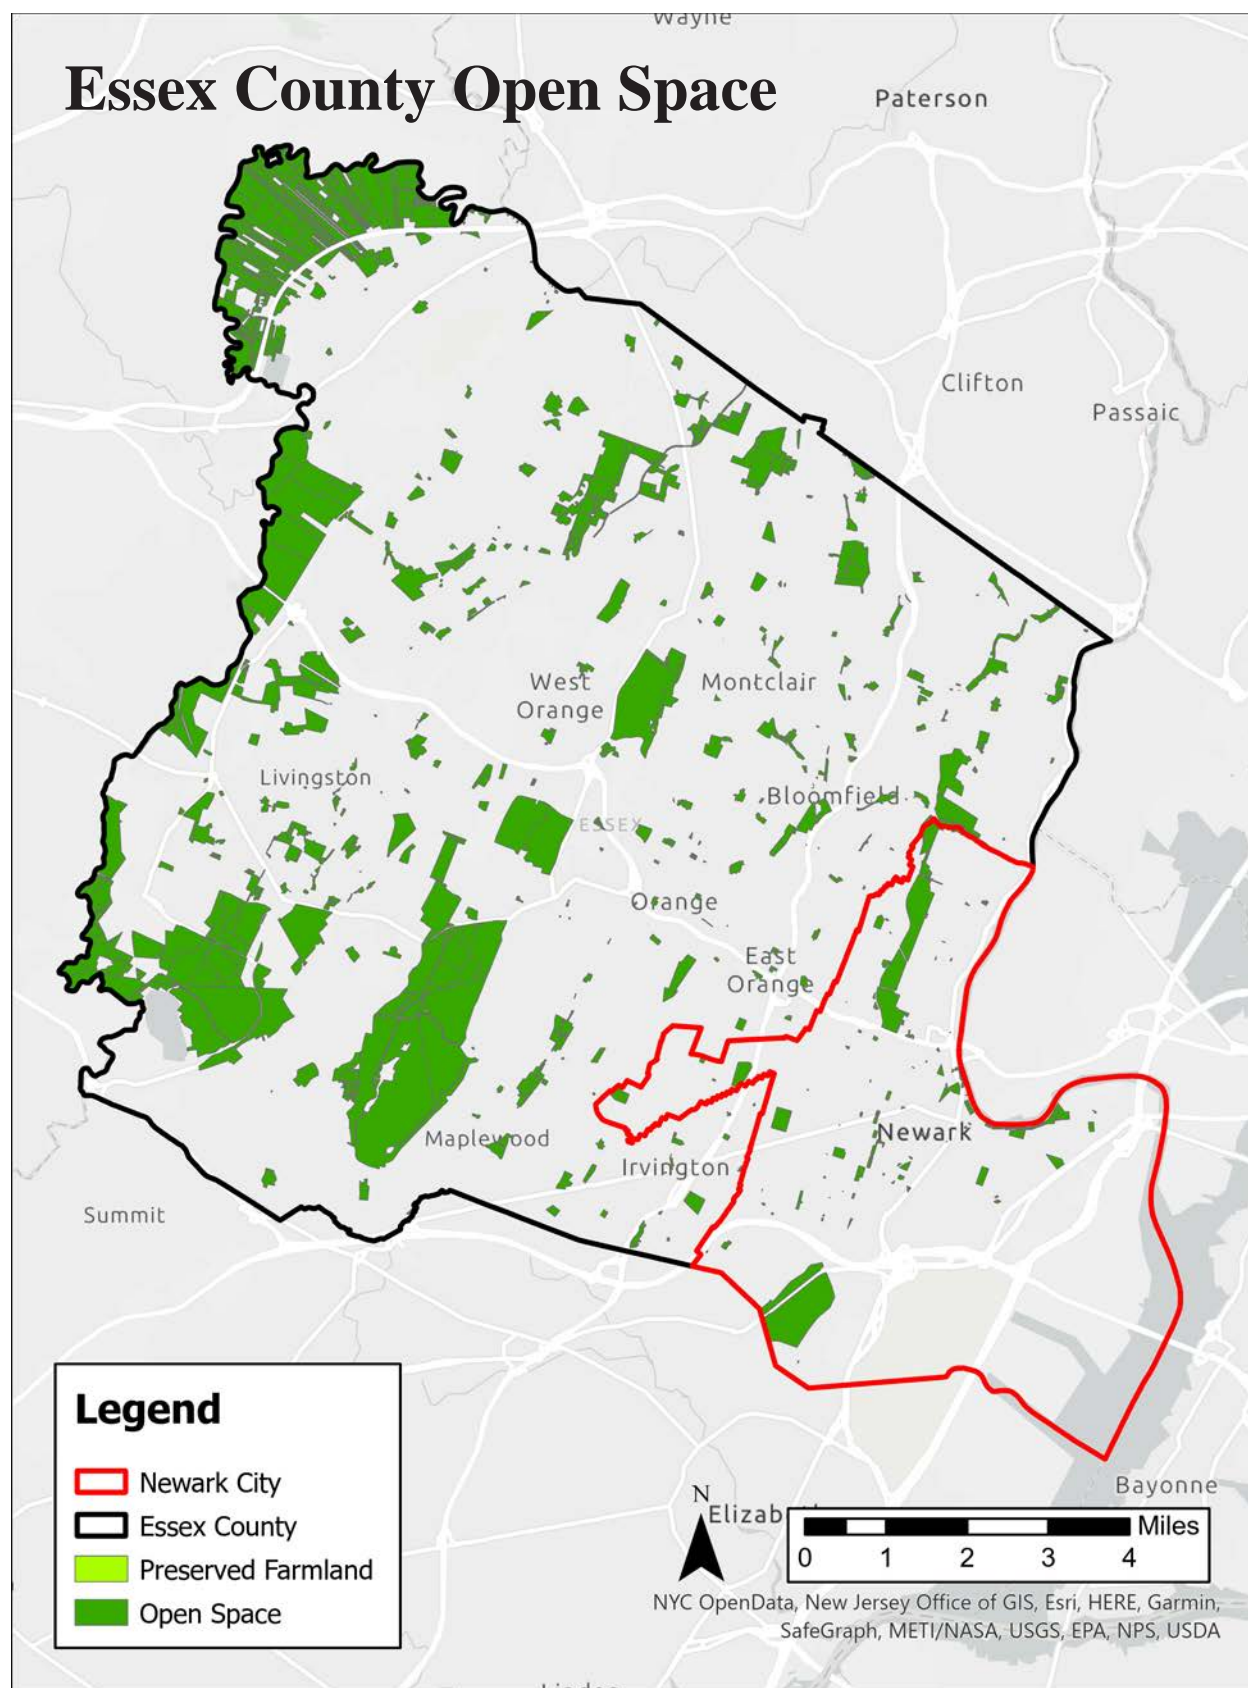 Wayne
Essex County Open Space
Paterson
Clifton
Passaic
West
Orange
Montclair
Livingston
Bloomfield
ESSEX
Orange
East
Orange
Newark
Maplewood
Irvington
Summit
Legend
Newark City
Essex County
Preserved Farmland
Open Space
Bayonne
N
Elizab
Miles
0 1 2 3 4
NYC OpenData, New Jersey Office of GIS, Esri, HERE, Garmin,
SafeGraph, METI/NASA, USGS, EPA, NPS, USDA